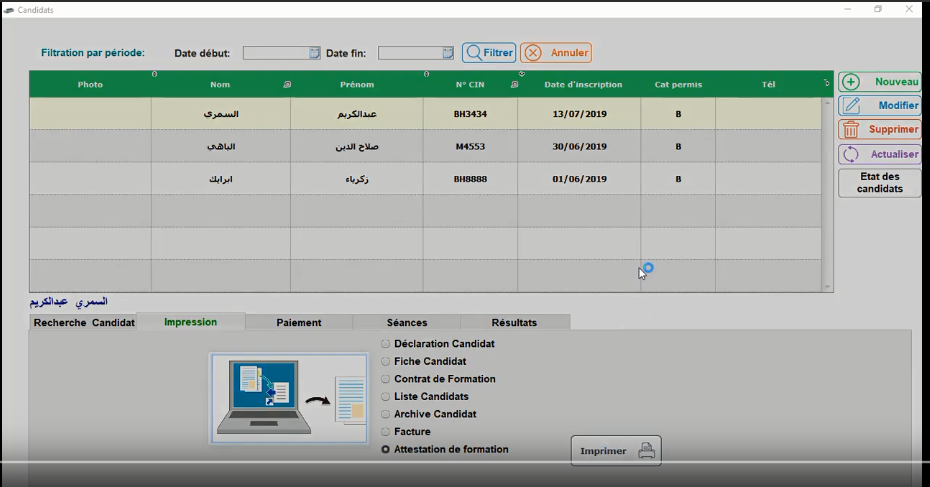 Candidats
Filtration par période: Date début: Date fin: Filtrer Annuler
Photo Nom Prénom N° CIN Date d'inscription Cat permis Tél
السمري عبدالكريم BH3434 13/07/2019 B
الباهي صلاح الدين M4553 30/06/2019 B
ابرايك زكرياء BH8888 01/06/2019 B
Nouveau
Modifier
Supprimer
Actualiser
Etat des
candidats
السمري عبدالكريم
Recherche Candidat Impression Paiement Séances Résultats
Déclaration Candidat
Fiche Candidat
Contrat de Formation
Liste Candidats
Archive Candidat
Facture
Attestation de formation
Imprimer